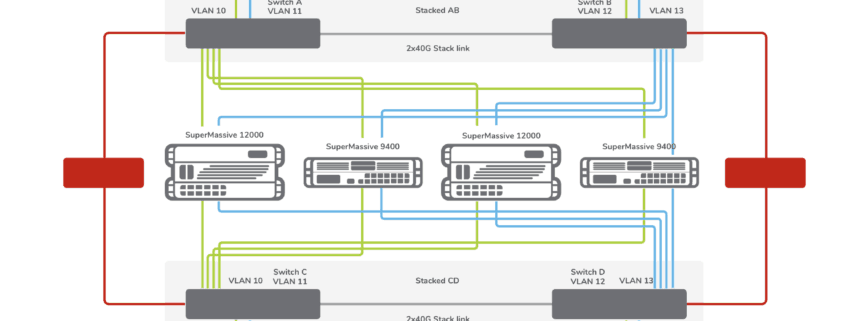 Switch A
VLAN 10
VLAN 11
Stacked AB
Switch B
VLAN 12
VLAN 13
2x40G Stack link
SuperMassive 12000
SuperMassive 9400
SuperMassive 12000
SuperMassive 9400
Switch C
VLAN 10
VLAN 11
Stacked CD
Switch D
VLAN 12
VLAN 13
2x40G Stack link